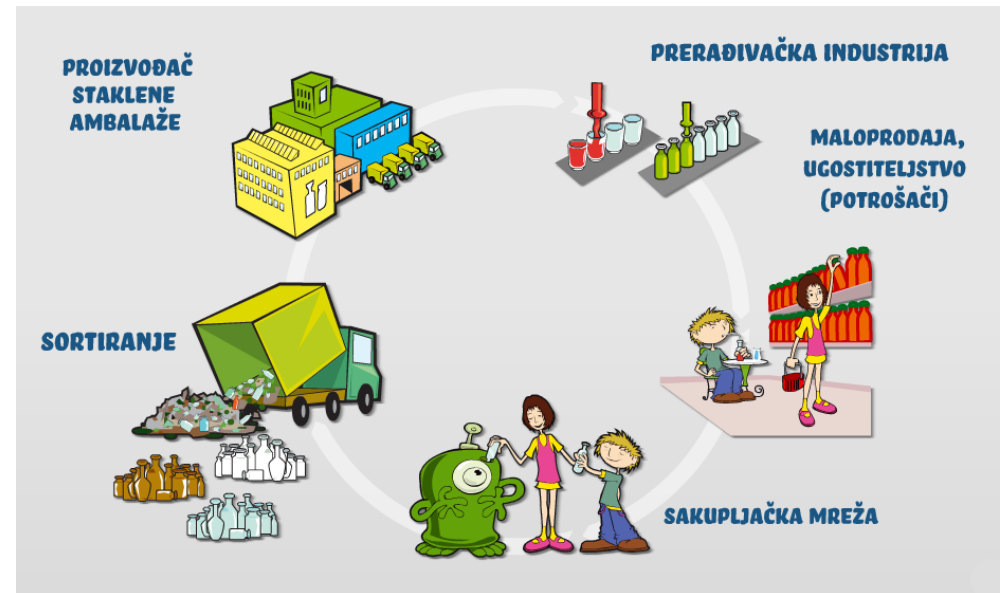 PROIZVOĐAČ
STAKLENE
AMBALAŽE
PRERAĐIVAČKA INDUSTRIJA
MALOPRODAJA,
UGOSTITELJSTVO
(POTROŠAČI)
SORTIRANJE
SAKUPLJAČKA MREŽA